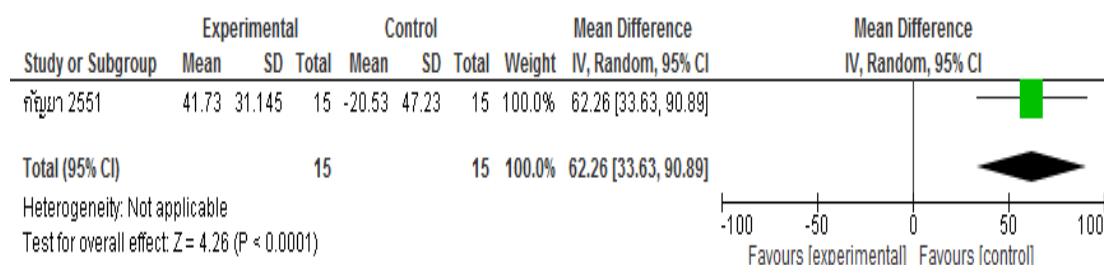 Experimental Control Mean Difference Mean Difference
Study or Subgroup Mean SD Total Mean SD Total Weight IV, Random, 95% CI IV, Random, 95% CI
กัญยา 2551 41.73 31.145 15 -20.53 47.23 15 100.0% 62.26 [33.63, 90.89]
Total (95% CI) 15 15 100.0% 62.26 [33.63, 90.89]
Heterogeneity: Not applicable
Test for overall effect: Z = 4.26 (P < 0.0001)
-100 -50 0 50 100
Favours [experimental] Favours [control]